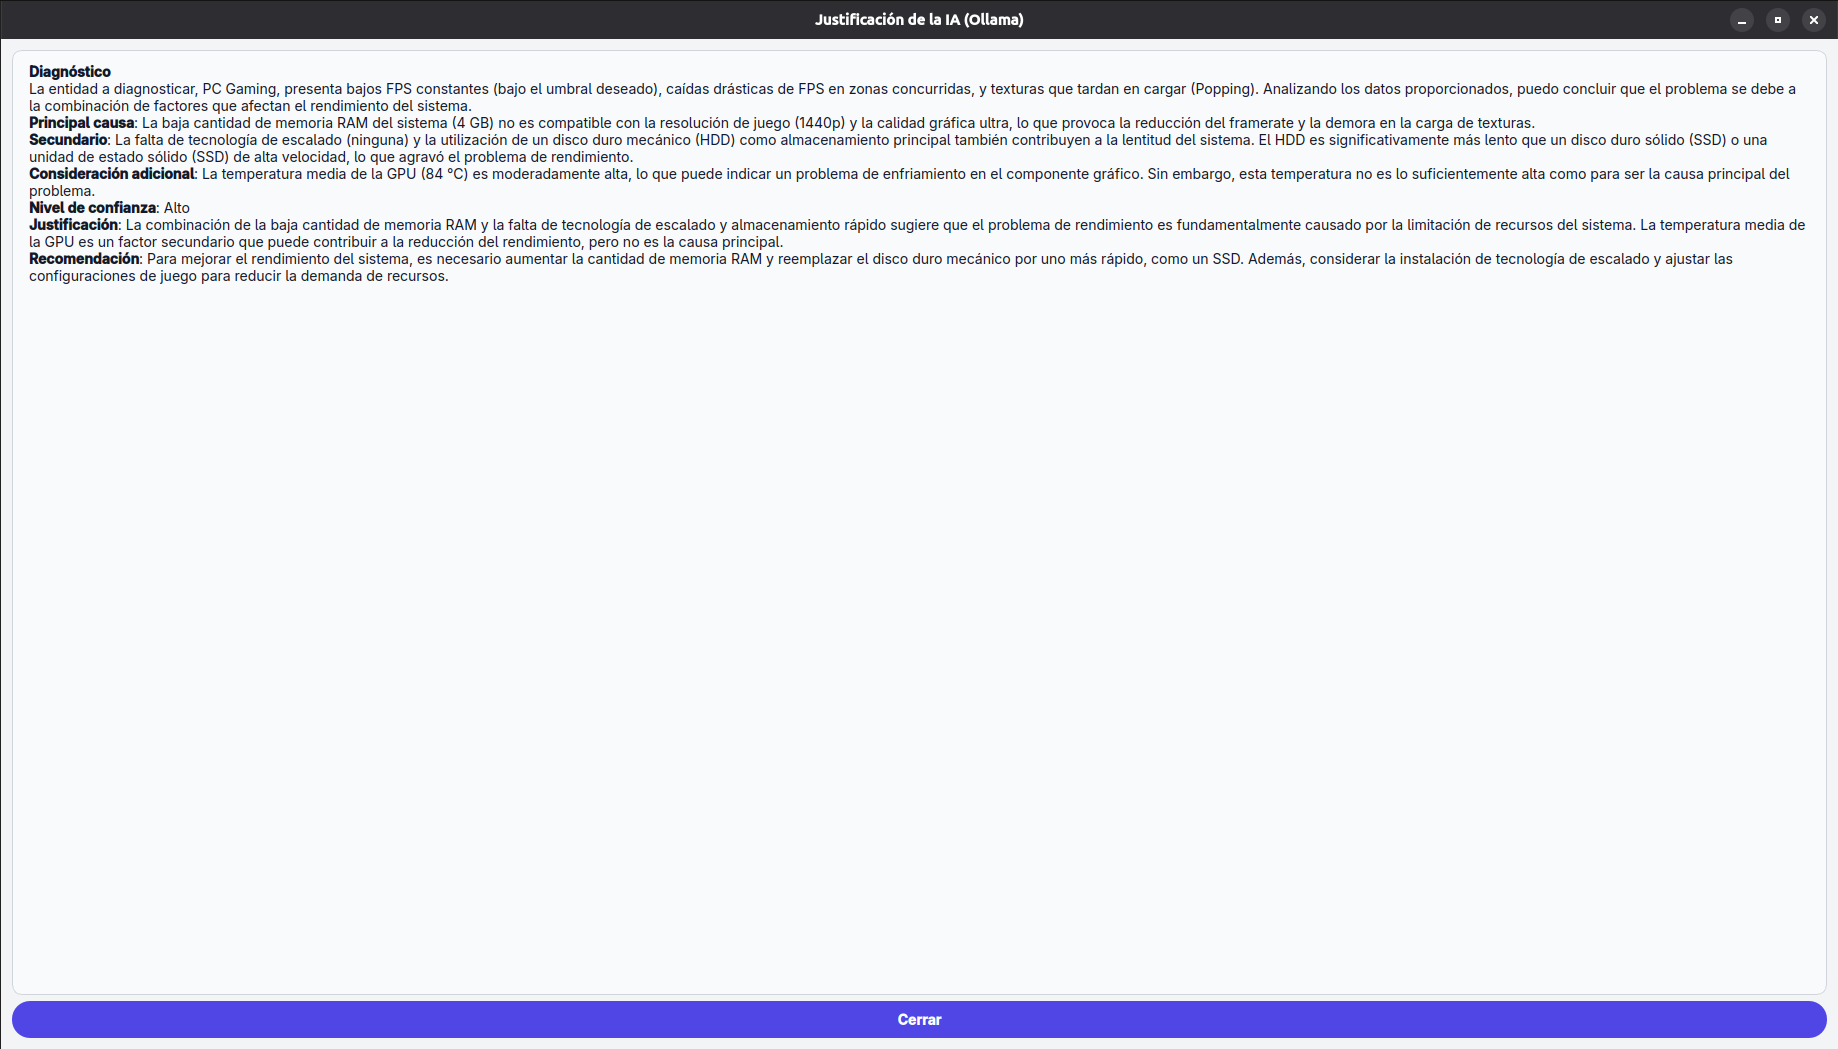 Justificación de la IA (Ollama)
Diagnóstico
La entidad a diagnosticar, PC Gaming, presenta bajos FPS constantes (bajo el umbral deseado), caídas drásticas de FPS en zonas concurridas, y texturas que tardan en cargar (Popping). Analizando los datos proporcionados, puedo concluir que el problema se debe a
la combinación de factores que afectan el rendimiento del sistema.
Principal causa: La baja cantidad de memoria RAM del sistema (4 GB) no es compatible con la resolución de juego (1440p) y la calidad gráfica ultra, lo que provoca la reducción del framerate y la demora en la carga de texturas.
Secundario: La falta de tecnología de escalado (ninguna) y la utilización de un disco duro mecánico (HDD) como almacenamiento principal también contribuyen a la lentitud del sistema. El HDD es significativamente más lento que un disco duro sólido (SSD) o una
unidad de estado sólido (SSD) de alta velocidad, lo que agravó el problema de rendimiento.
Consideración adicional: La temperatura media de la GPU (84 °C) es moderadamente alta, lo que puede indicar un problema de enfriamiento en el componente gráfico. Sin embargo, esta temperatura no es lo suficientemente alta como para ser la causa principal del
problema.
Nivel de confianza: Alto
Justificación: La combinación de la baja cantidad de memoria RAM y la falta de tecnología de escalado y almacenamiento rápido sugiere que el problema de rendimiento es fundamentalmente causado por la limitación de recursos del sistema. La temperatura media de
la GPU es un factor secundario que puede contribuir a la reducción del rendimiento, pero no es la causa principal.
Recomendación: Para mejorar el rendimiento del sistema, es necesario aumentar la cantidad de memoria RAM y reemplazar el disco duro mecánico por uno más rápido, como un SSD. Además, considerar la instalación de tecnología de escalado y ajustar las
configuraciones de juego para reducir la demanda de recursos.
Cerrar